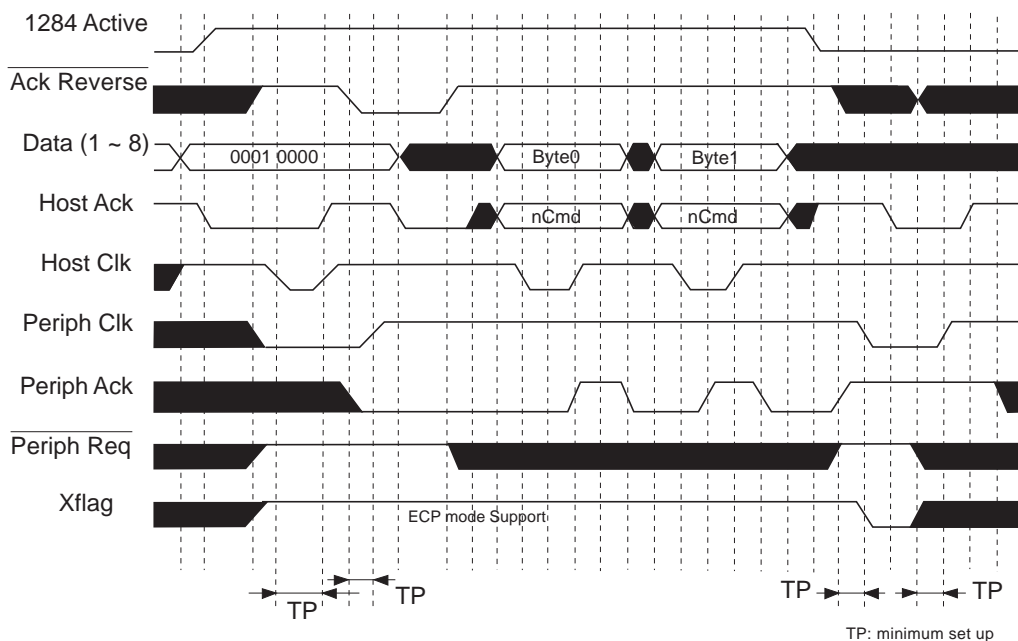 1284 Active
Ack Reverse
Data (1 ~ 8)
0001 0000
Byte0
Byte1
Host Ack
nCmd
nCmd
Host Clk
Periph Clk
Periph Ack
Periph Req
Xflag
ECP mode Support
TP
TP
TP
TP
TP: minimum set up